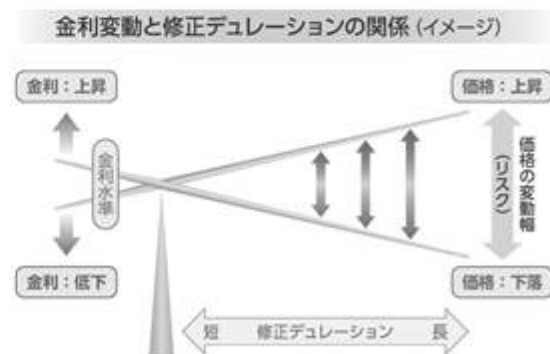 金利変動と修正デュレーションの関係(イメージ)
金利:上昇
価格:上昇
金利水準
価格の変動幅
(リスク)
金利:低下
価格:下落
短 修正デュレーション 長